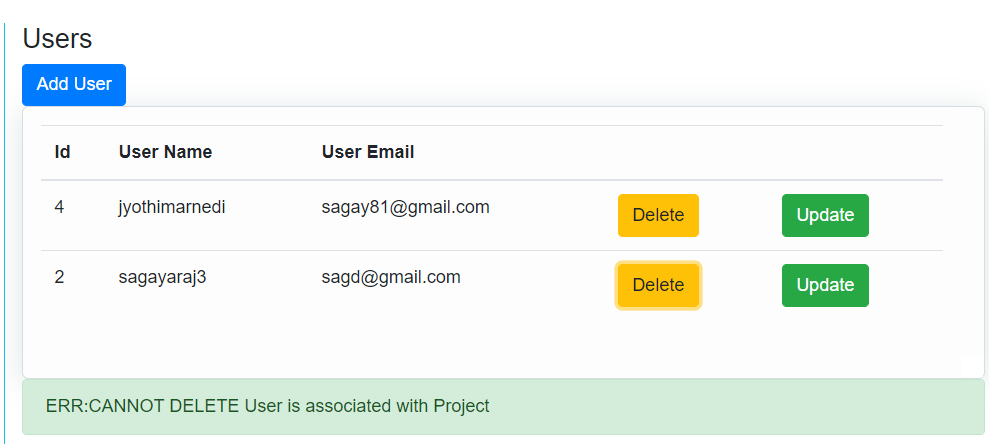 Users
Add User
Id User Name User Email
4 jyothimarnedi sagay81@gmail.com Delete Update
2 sagayaraj3 sagd@gmail.com Delete Update
ERR:CANNOT DELETE User is associated with Project